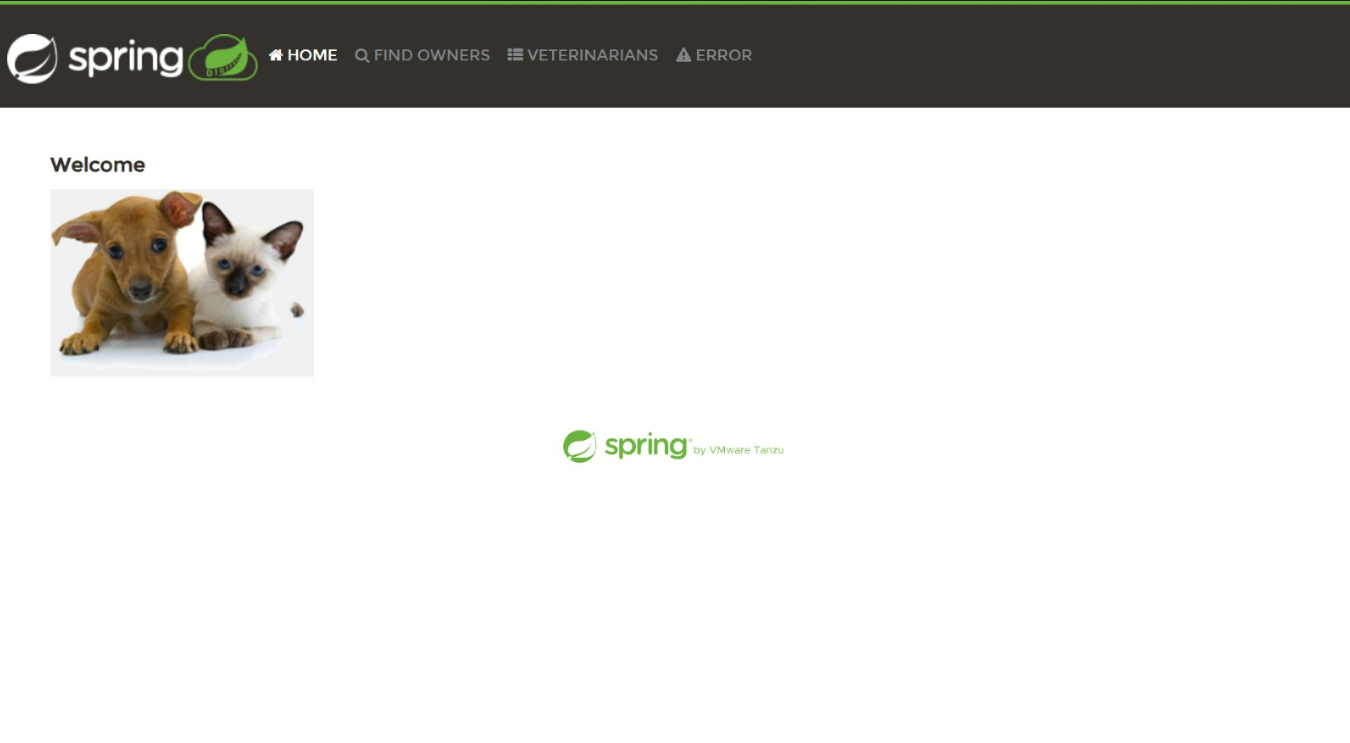 spring HOME FIND OWNERS VETERINARIANS ERROR
Welcome
spring by VMware Tanzu